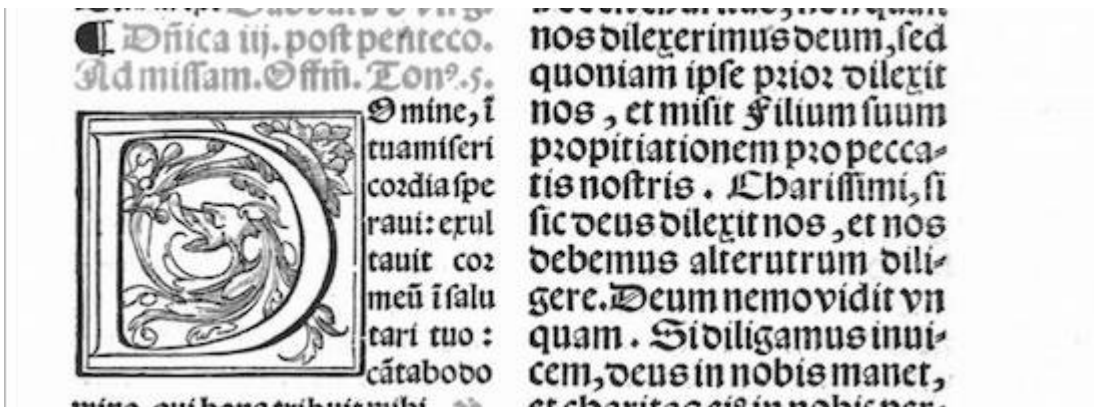 ¶ Dñica iij. post penteco.
Ad missam. Offm̃. Tonꝰ.5.
Omine, ĩ
tuamiseri
cordia spe
raui: exul
tauit cor
meũ ĩ salu
tari tuo :
cãtabo do
nos dilexerimus deum, sed
quoniam ipse prior dilexit
nos, et misit Filium suum
propitiationem pro pecca-
tis nostris. Charissimi, si
sic deus dilexit nos, et nos
debemus alterutrum dili-
gere. Deum nemo vidit vn
quam. Si diligamus inui-
cem, deus in nobis manet,